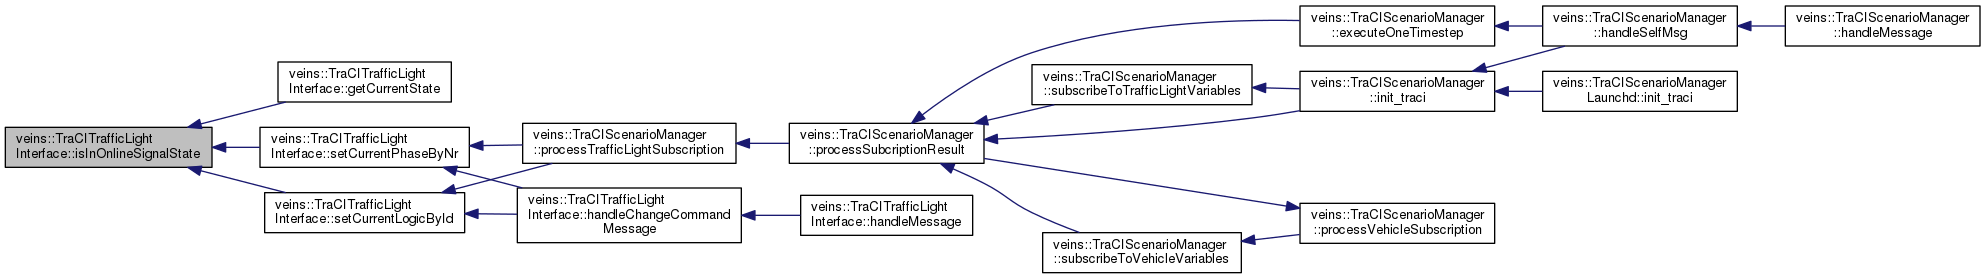 veins::TraCITrafficLight
Interface::isInOnlineSignalState
veins::TraCITrafficLight
Interface::getCurrentState
veins::TraCITrafficLight
Interface::setCurrentPhaseByNr
veins::TraCITrafficLight
Interface::setCurrentLogicById
veins::TraCIScenarioManager
::processTrafficLightSubscription
veins::TraCITrafficLight
Interface::handleChangeCommand
Message
veins::TraCIScenarioManager
::processSubcriptionResult
veins::TraCITrafficLight
Interface::handleMessage
veins::TraCIScenarioManager
::subscribeToTrafficLightVariables
veins::TraCIScenarioManager
::subscribeToVehicleVariables
veins::TraCIScenarioManager
::executeOneTimestep
veins::TraCIScenarioManager
::init_traci
veins::TraCIScenarioManager
::processVehicleSubscription
veins::TraCIScenarioManager
::handleSelfMsg
veins::TraCIScenarioManager
Launchd::init_traci
veins::TraCIScenarioManager
::handleMessage